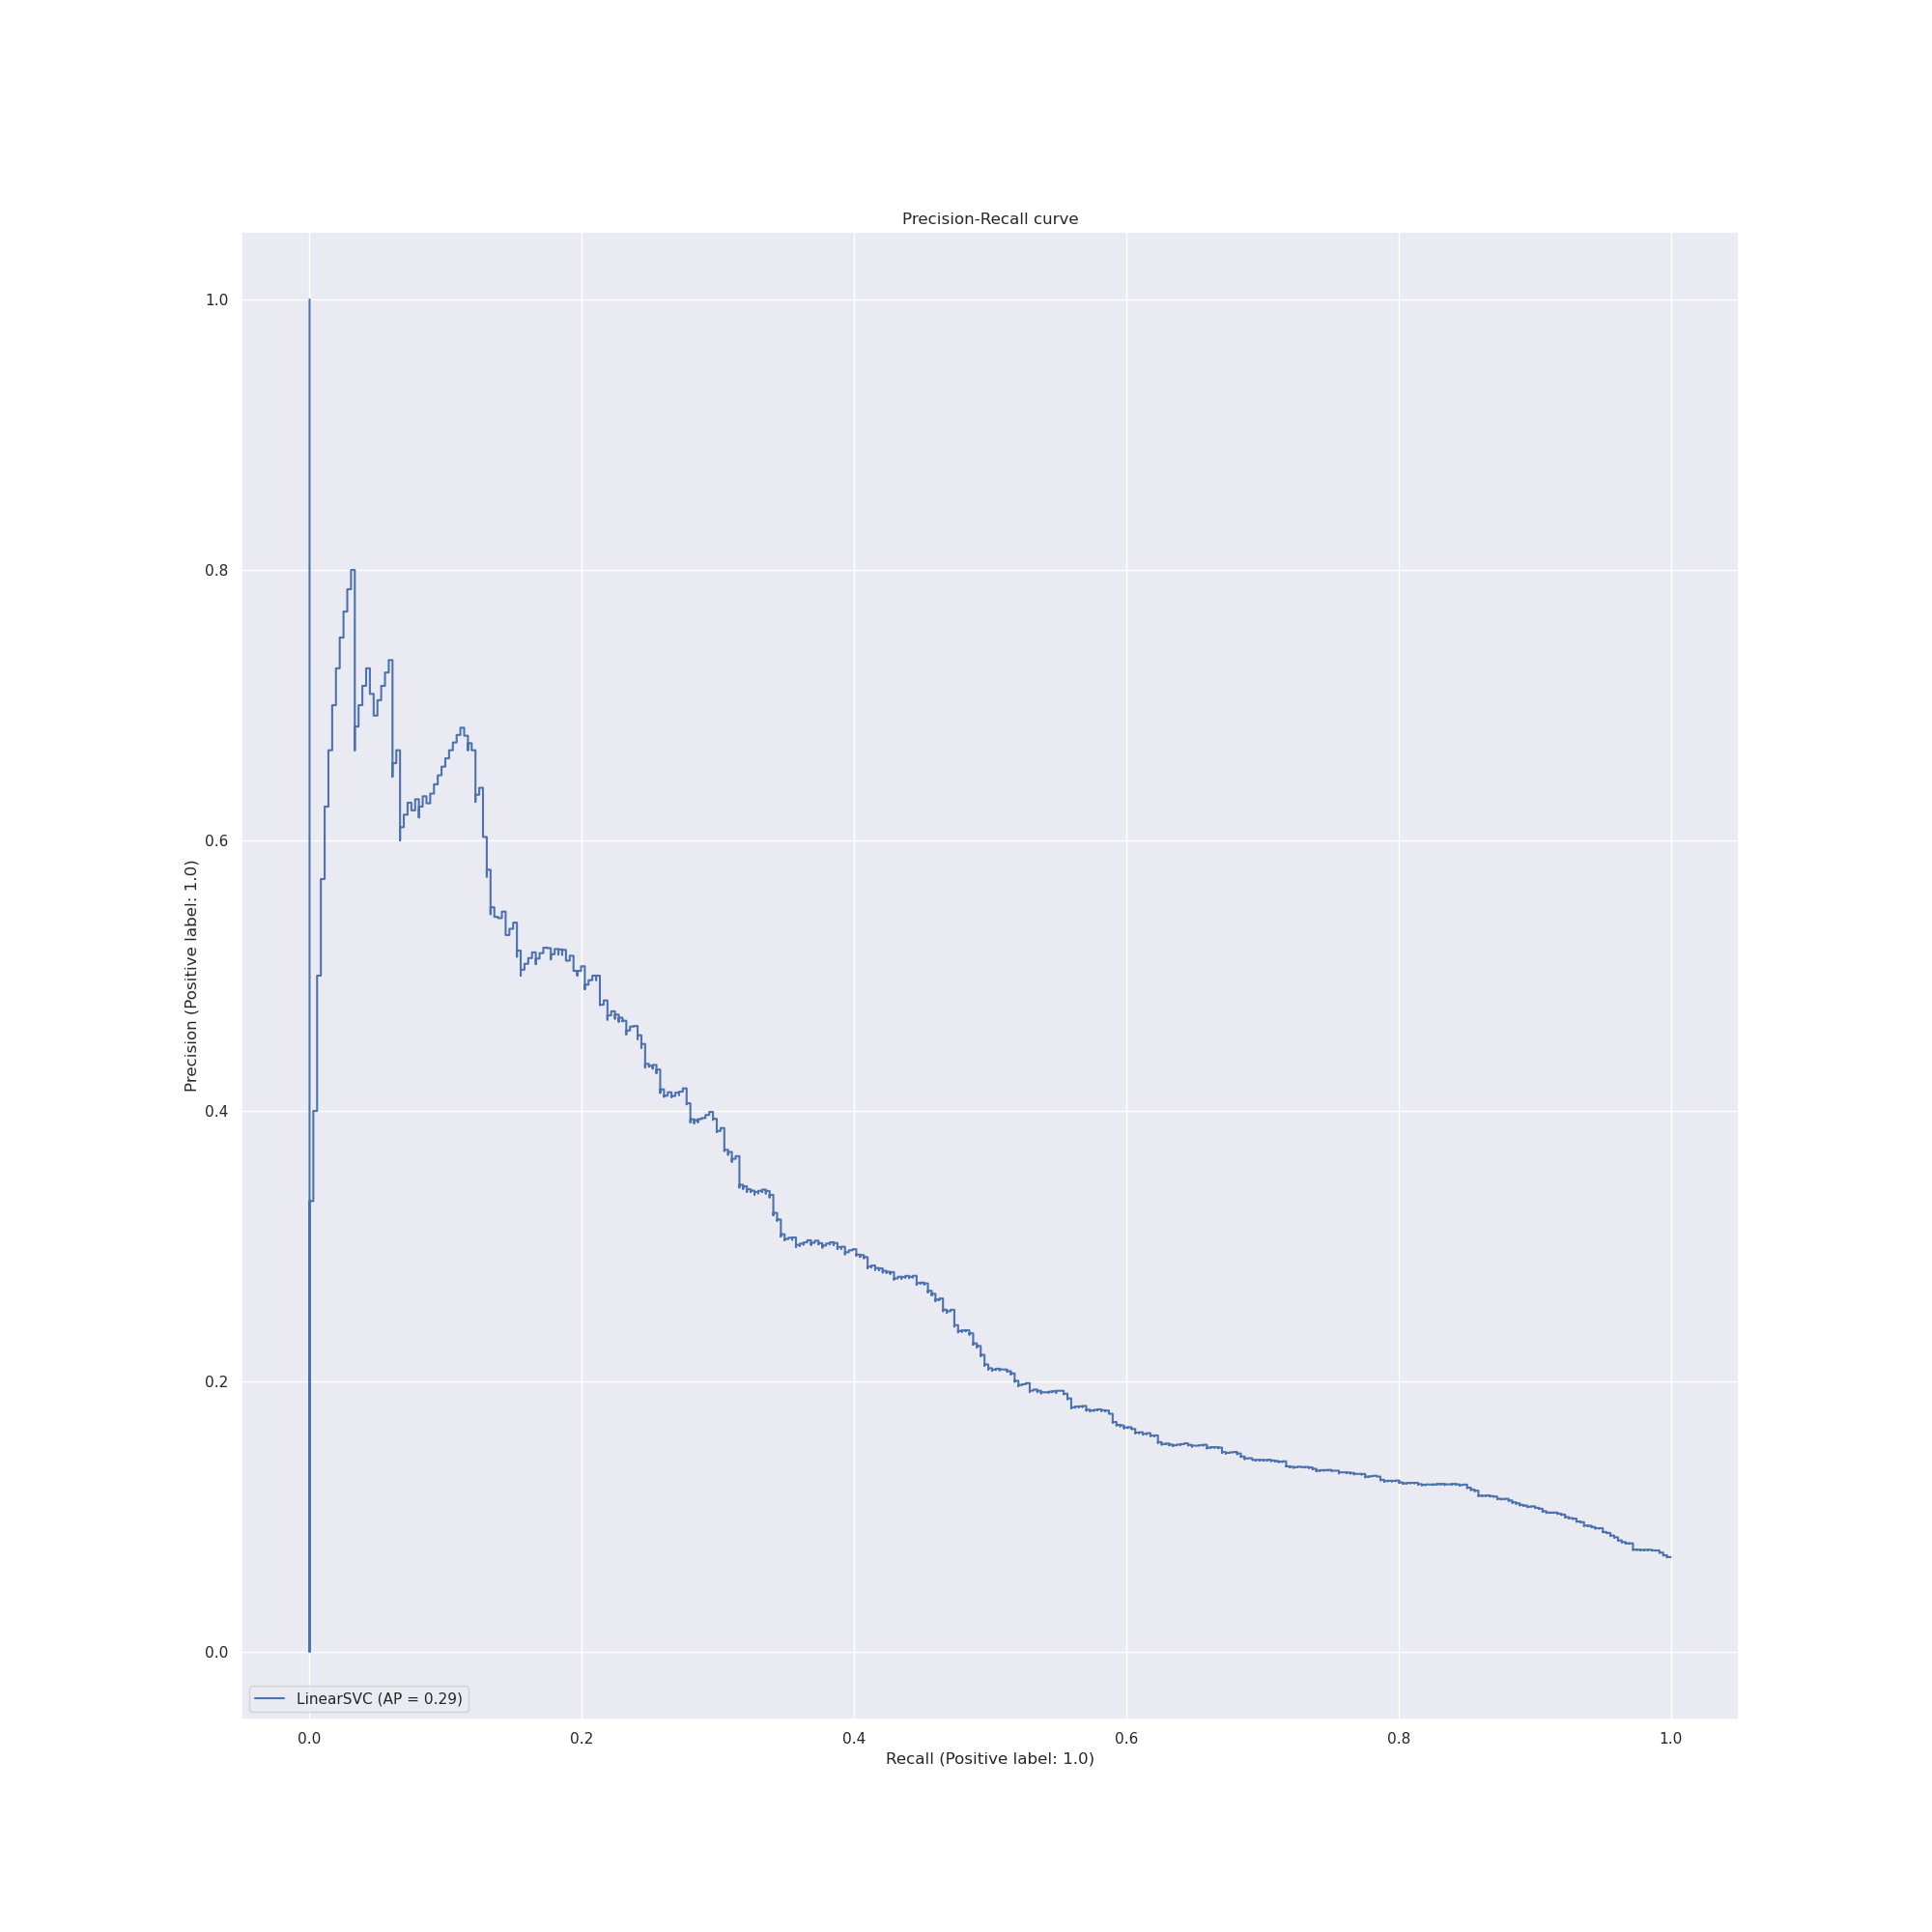 Precision-Recall curve
1.0
0.8
0.6
0.4
0.2
0.0
Precision (Positive label: 1.0)
LinearSVC (AP = 0.29)
0.0 0.2 0.4 0.6 0.8 1.0
Recall (Positive label: 1.0)